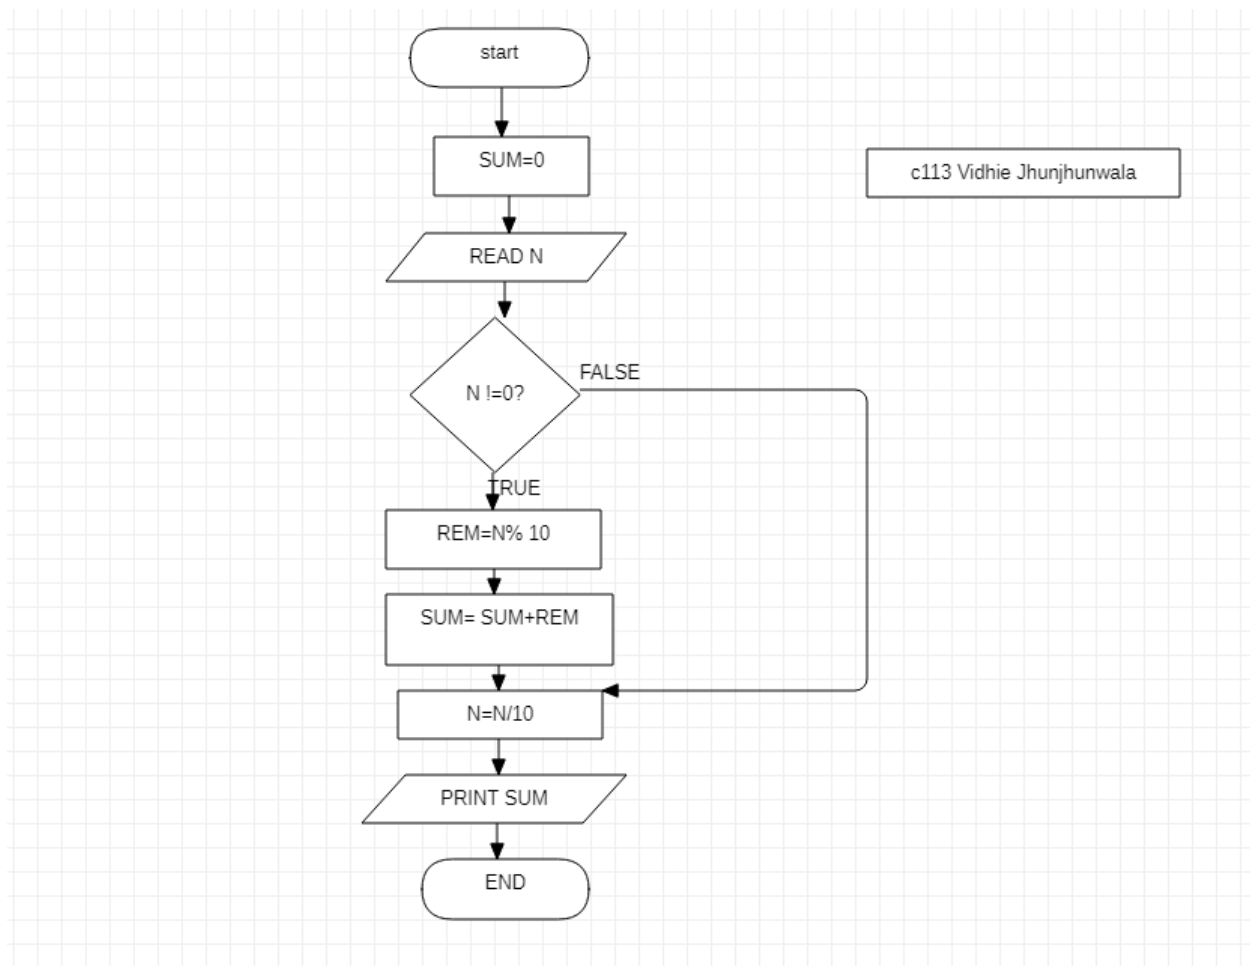 start
SUM=0
c113 Vidhie Jhunjhunwala
READ N
N !=0?
FALSE
TRUE
REM=N% 10
SUM= SUM+REM
N=N/10
PRINT SUM
END